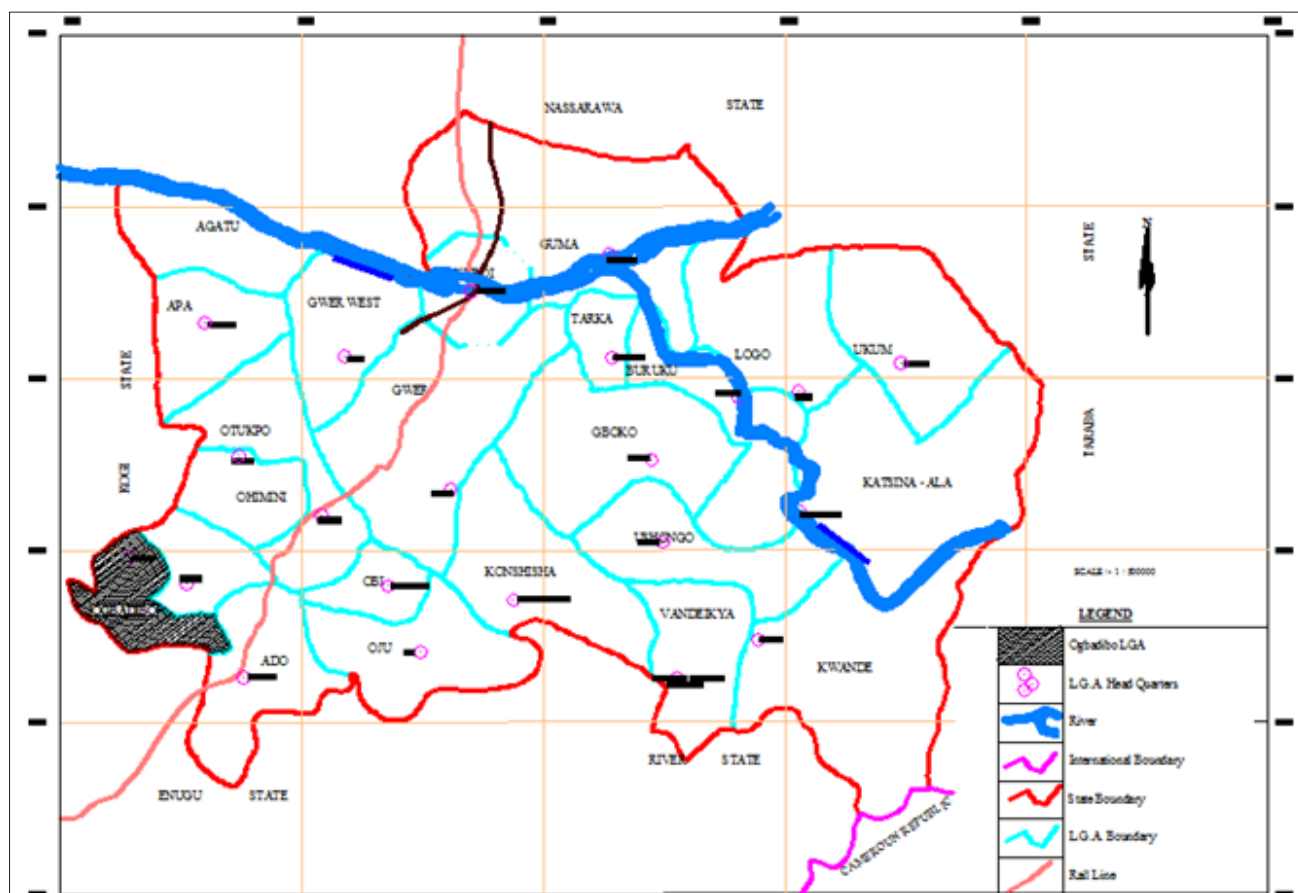 NASSARAWA STATE
AGATU
GUMA
STATE
N
APA
GWER WEST
TARKA
STATE
BURUKU
LOGO
UKUM
GWER
TARABA
OTUKPO
GBOKO
KOGI
OHIMINI
KATSINA - ALA
OBI
KONSHISHA
VANDEIKYA
OJU
ADO
KWANDE
RIVER STATE
ENUGU STATE
CAMEROUN REPUBLIC
LEGEND
Ogbadibo LGA
L.G.A. Head Quarters
River
International Boundary
State Boundary
L.G.A. Boundary
Rail Line